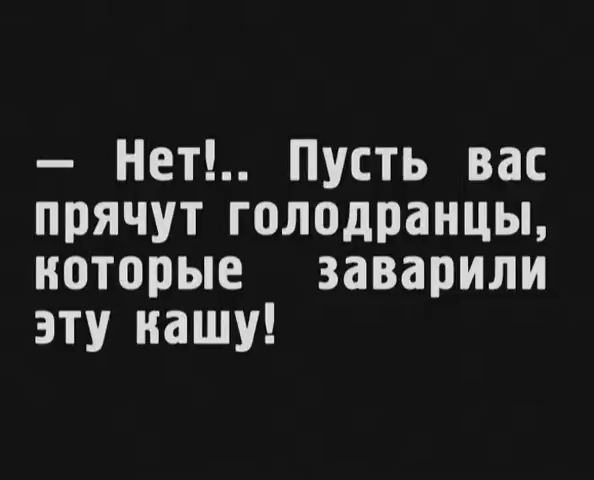 — Нет!.. Пусть вас
прячут голодранцы,
которые заварили
эту кашу!